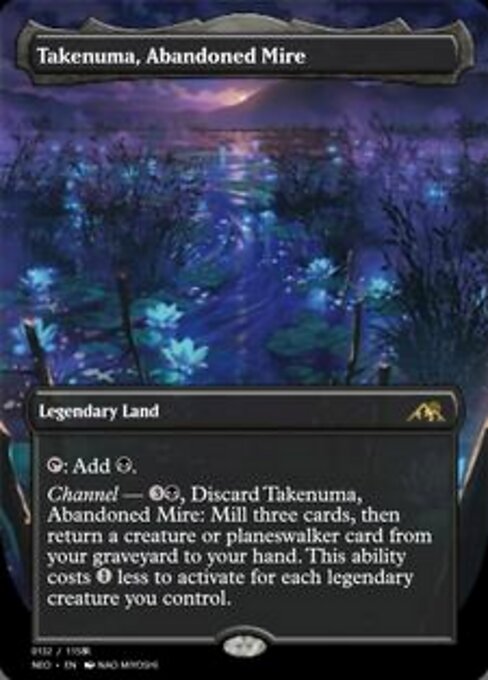 Takenuma, Abandoned Mire
Legendary Land
: Add .
Channel — 3, Discard Takenuma,
Abandoned Mire: Mill three cards, then
return a creature or planeswalker card from
your graveyard to your hand. This ability
costs 1 less to activate for each legendary
creature you control.
NEO • EN NAO MIYOSHI